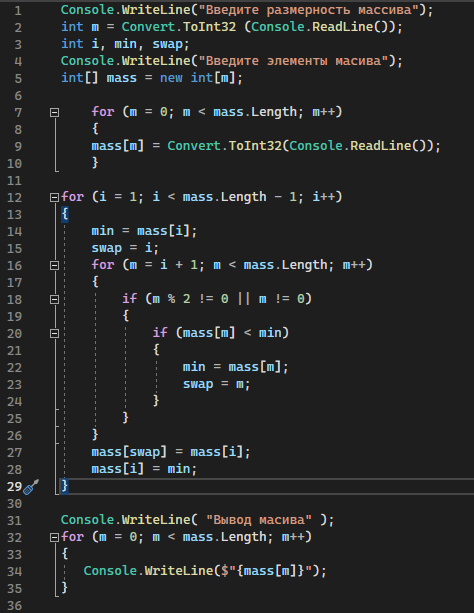 1 Console.WriteLine("Введите размерность массива");
2 int m = Convert.ToInt32 (Console.ReadLine());
3 int i, min, swap;
4 Console.WriteLine("Введите элементы масива");
5 int[] mass = new int[m];
6
7 for (m = 0; m < mass.Length; m++)
8 {
9 mass[m] = Convert.ToInt32(Console.ReadLine());
10 }
11
12 for (i = 1; i < mass.Length - 1; i++)
13 {
14 min = mass[i];
15 swap = i;
16 for (m = i + 1; m < mass.Length; m++)
17 {
18 if (m % 2 != 0 || m != 0)
19 {
20 if (mass[m] < min)
21 {
22 min = mass[m];
23 swap = m;
24 }
25 }
26 }
27 mass[swap] = mass[i];
28 mass[i] = min;
29 }
30
31 Console.WriteLine( "Вывод масива" );
32 for (m = 0; m < mass.Length; m++)
33 {
34 Console.WriteLine($"{mass[m]}");
35 }
36